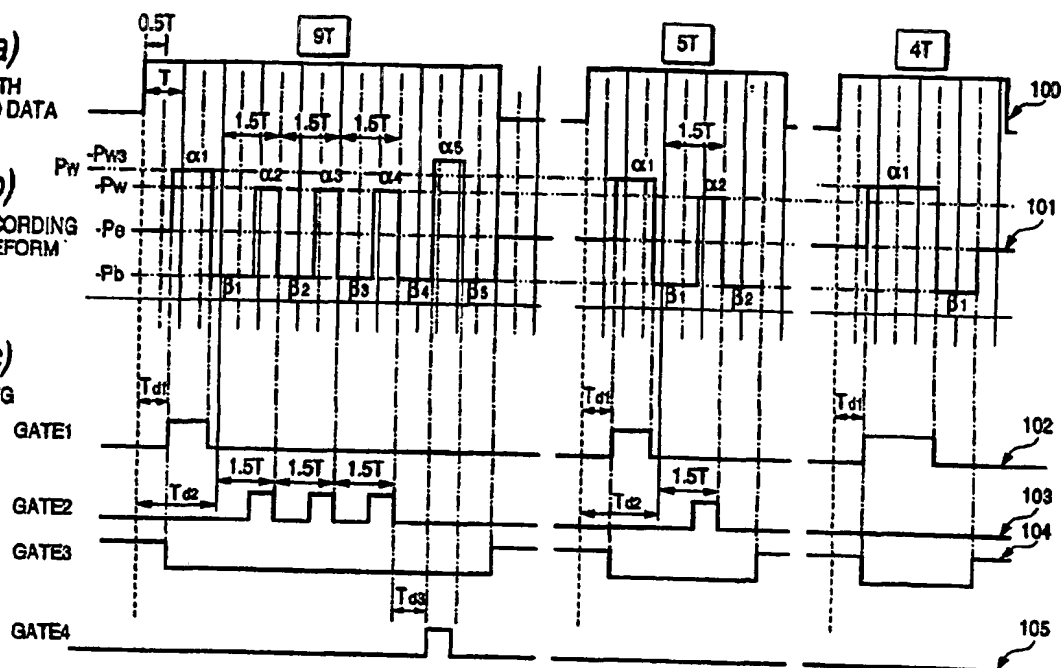 0.5T
9T
5T
4T
a)
TH
DATA
T
100
1.5T 1.5T 1.5T
1.5T
PW
-PW3
α1
α5
α1
α2
α1
b)
-PW
α2
α3
α4
CORDING
EFORM
-Pe
101
-Pb
β1
β2
β3
β4
β5
β1
β2
β1
Td1
Td1
Td1
G
GATE1
102
1.5T 1.5T 1.5T
1.5T
Td2
Td2
GATE2
103
GATE3
104
Td3
GATE4
105